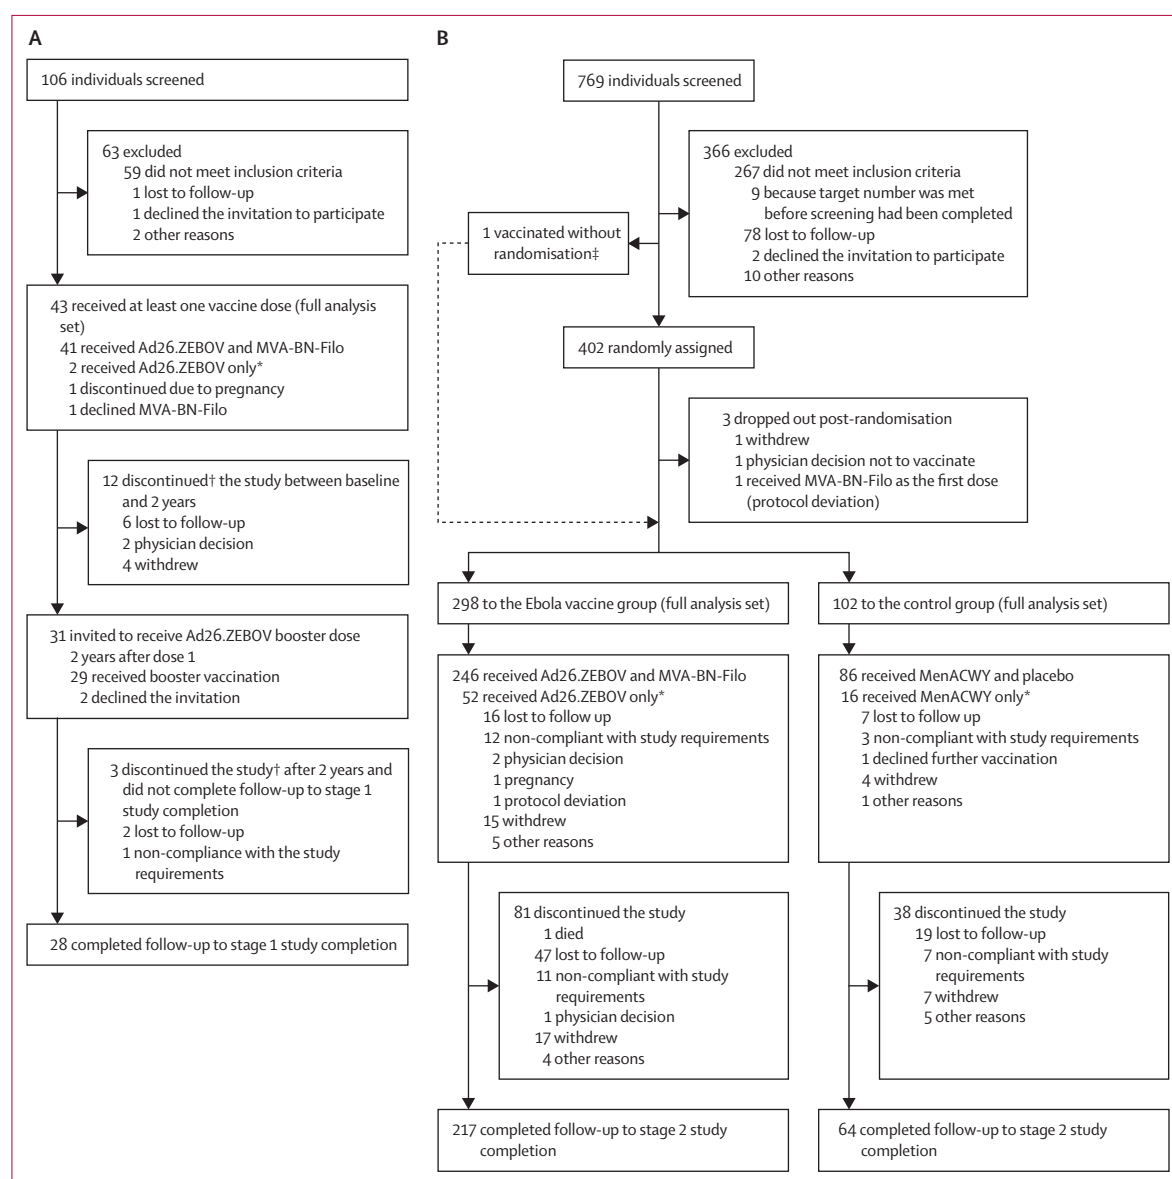 A
106 individuals screened
63 excluded
59 did not meet inclusion criteria
1 lost to follow-up
1 declined the invitation to participate
2 other reasons
43 received at least one vaccine dose (full analysis
set)
41 received Ad26.ZEBOV and MVA-BN-Filo
2 received Ad26.ZEBOV only*
1 discontinued due to pregnancy
1 declined MVA-BN-Filo
12 discontinued† the study between baseline
and 2 years
6 lost to follow-up
2 physician decision
4 withdrew
31 invited to receive Ad26.ZEBOV booster dose
2 years after dose 1
29 received booster vaccination
2 declined the invitation
3 discontinued the study† after 2 years and
did not complete follow-up to stage 1
study completion
2 lost to follow-up
1 non-compliance with the study
requirements
28 completed follow-up to stage 1 study completion
B
769 individuals screened
366 excluded
267 did not meet inclusion criteria
9 because target number was met
before screening had been completed
78 lost to follow-up
2 declined the invitation to participate
10 other reasons
1 vaccinated without
randomisation‡
402 randomly assigned
3 dropped out post-randomisation
1 withdrew
1 physician decision not to vaccinate
1 received MVA-BN-Filo as the first dose
(protocol deviation)
298 to the Ebola vaccine group (full analysis set)
246 received Ad26.ZEBOV and MVA-BN-Filo
52 received Ad26.ZEBOV only*
16 lost to follow up
12 non-compliant with study requirements
2 physician decision
1 pregnancy
1 protocol deviation
15 withdrew
5 other reasons
81 discontinued the study
1 died
47 lost to follow-up
11 non-compliant with study
requirements
1 physician decision
17 withdrew
4 other reasons
217 completed follow-up to stage 2 study
completion
102 to the control group (full analysis set)
86 received MenACWY and placebo
16 received MenACWY only*
7 lost to follow up
3 non-compliant with study requirements
1 declined further vaccination
4 withdrew
1 other reasons
38 discontinued the study
19 lost to follow-up
7 non-compliant with study
requirements
7 withdrew
5 other reasons
64 completed follow-up to stage 2 study
completion